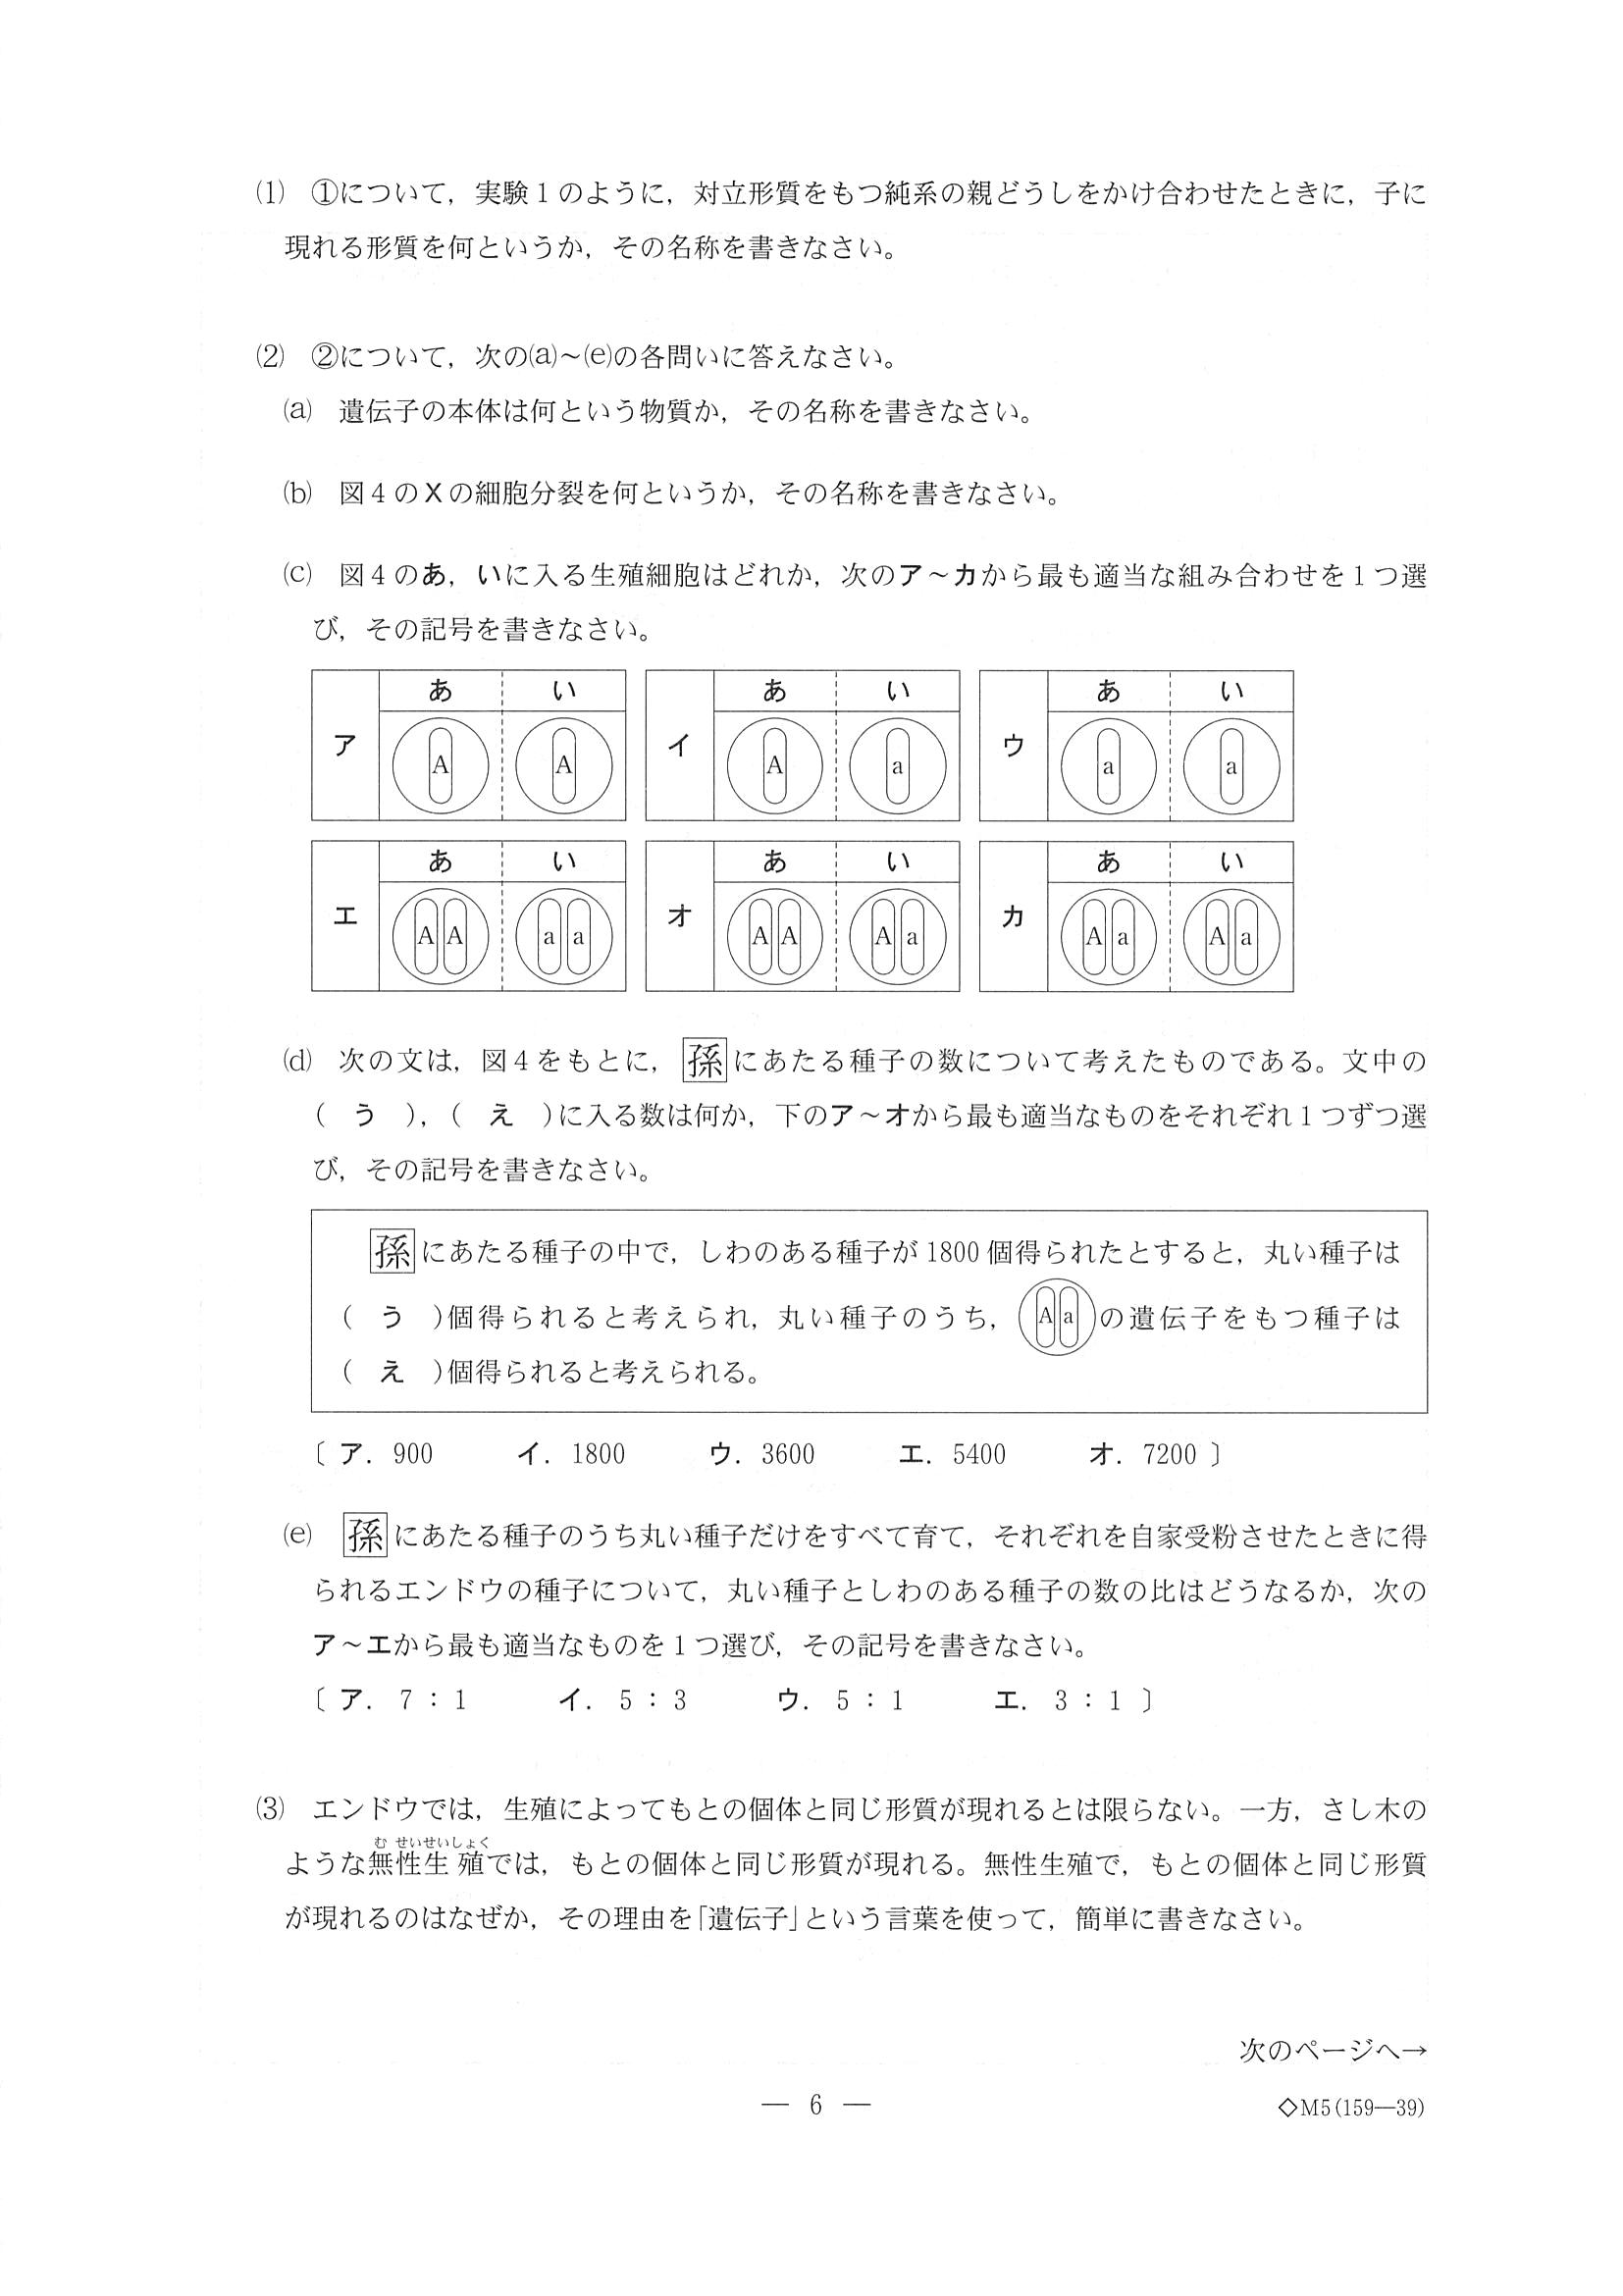 ⑴ ①について，実験１のように，対立形質をもつ純系の親どうしをかけ合わせたときに，子に
現れる形質を何というか，その名称を書きなさい。
⑵ ②について，次の⒜～⒠の各問いに答えなさい。
⒜ 遺伝子の本体は何という物質か，その名称を書きなさい。
⒝ 図４のＸの細胞分裂を何というか，その名称を書きなさい。
⒞ 図４のあ，いに入る生殖細胞はどれか，次のア～カから最も適当な組み合わせを１つ選
び，その記号を書きなさい。
ア あ い A A
イ あ い A a
ウ あ い a a
エ あ い A A a a
オ あ い A A A a
カ あ い A a A a
⒟ 次の文は，図４をもとに，孫にあたる種子の数について考えたものである。文中の
（ う ），（ え ）に入る数は何か，下のア～オから最も適当なものをそれぞれ１つずつ選
び，その記号を書きなさい。
孫にあたる種子の中で，しわのある種子が 1800 個得られたとすると，丸い種子は
（ う ）個得られると考えられ，丸い種子のうち，A aの遺伝子をもつ種子は
（ え ）個得られると考えられる。
〔 ア．900 イ．1800 ウ．3600 エ．5400 オ．7200 〕
⒠ 孫にあたる種子のうち丸い種子だけをすべて育て，それぞれを自家受粉させたときに得
られるエンドウの種子について，丸い種子としわのある種子の数の比はどうなるか，次の
ア～エから最も適当なものを１つ選び，その記号を書きなさい。
〔 ア．７：１ イ．５：３ ウ．５：１ エ．３：１ 〕
⑶ エンドウでは，生殖によってもとの個体と同じ形質が現れるとは限らない。一方，さし木の
む せいせいしょく
ような無性生殖では，もとの個体と同じ形質が現れる。無性生殖で，もとの個体と同じ形質
が現れるのはなぜか，その理由を「遺伝子」という言葉を使って，簡単に書きなさい。
次のページへ→
― 6 ―
◇M5(159―39)